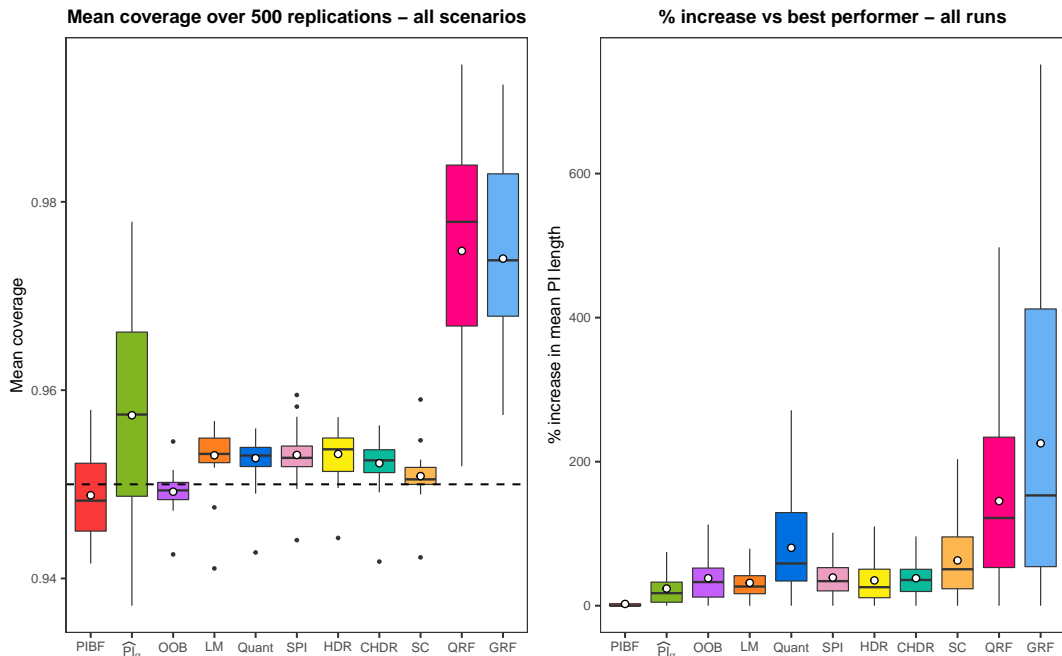 Mean coverage over 500 replications – all scenarios
Mean coverage
0.98
0.96
0.94
PIBF
P̂I_α
OOB
LM
Quant
SPI
HDR
CHDR
SC
QRF
GRF
% increase vs best performer – all runs
% increase in mean PI length
600
400
200
0
PIBF
P̂I_α
OOB
LM
Quant
SPI
HDR
CHDR
SC
QRF
GRF